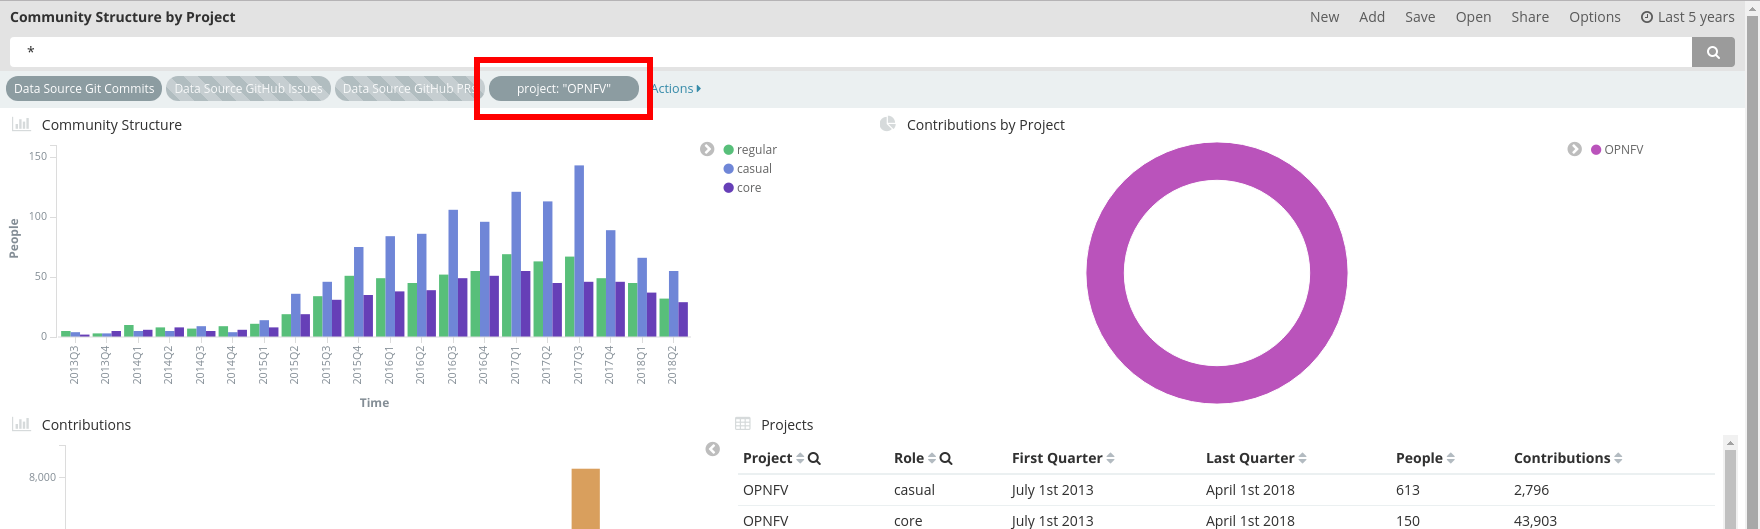 Community Structure by Project
New Add Save Open Share Options Last 5 years
*
Data Source Git Commits Data Source GitHub Issues Data Source GitHub PRs project: "OPNFV" Actions
Community Structure
150
100
50
0
People
2013Q3 2013Q4 2014Q1 2014Q2 2014Q3 2014Q4 2015Q1 2015Q2 2015Q3 2015Q4 2016Q1 2016Q2 2016Q3 2016Q4 2017Q1 2017Q2 2017Q3 2017Q4 2018Q1 2018Q2
Time
regular
casual
core
Contributions by Project
OPNFV
Contributions
8,000
Projects
Project Role First Quarter Last Quarter People Contributions
OPNFV casual July 1st 2013 April 1st 2018 613 2,796
OPNFV core July 1st 2013 April 1st 2018 150 43,903